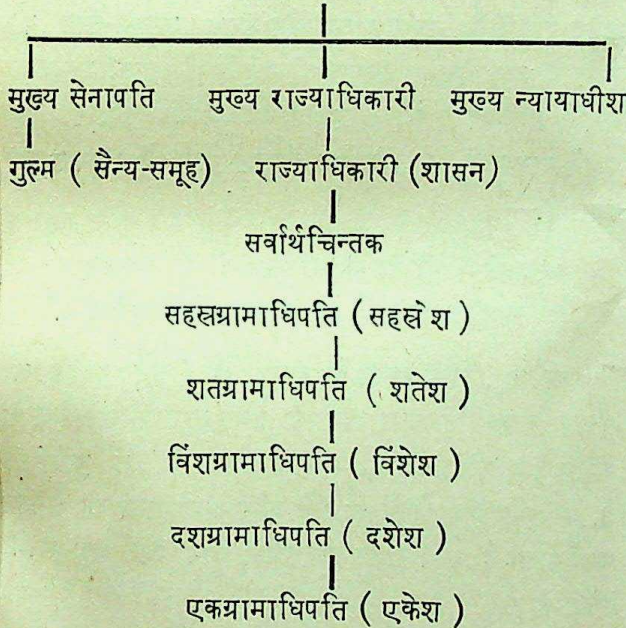 मुख्य सेनापति मुख्य राज्याधिकारी मुख्य न्यायाधीश
गुल्म ( सैन्य-समूह) राज्याधिकारी (शासन)
सर्वार्थचिन्तक
सहस्रग्रामाधिपति ( सहस्रेश )
शतग्रामाधिपति ( शतेश )
विंशग्रामाधिपति ( विंशेश )
दशग्रामाधिपति ( दशेश )
एकग्रामाधिपति ( एकेश )